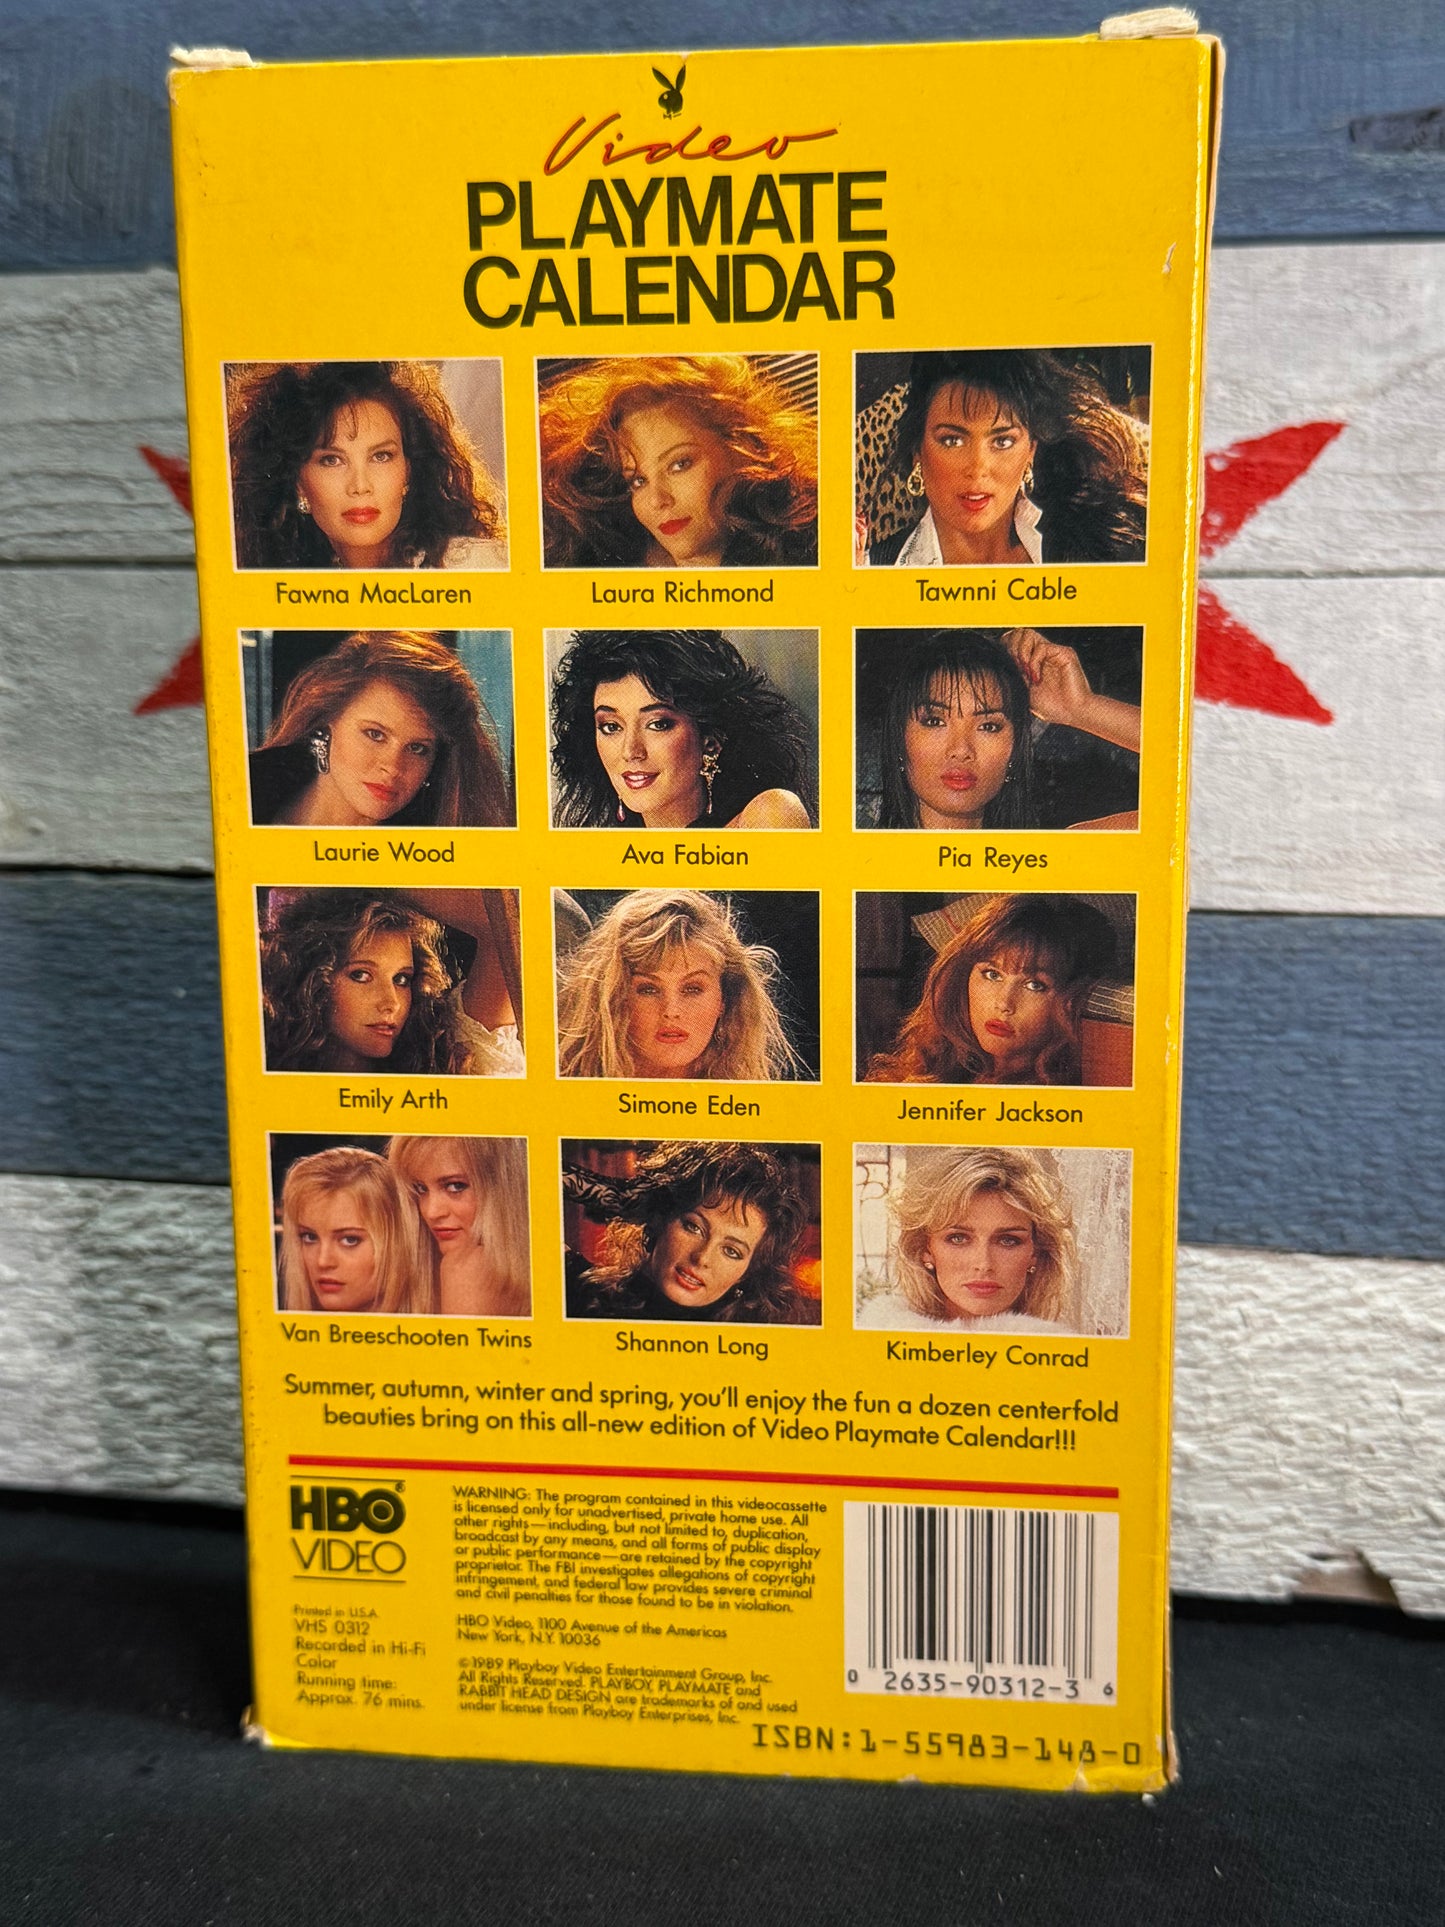 Video
PLAYMATE
CALENDAR
Fawna MacLaren
Laura Richmond
Tawnni Cable
Laurie Wood
Ava Fabian
Pia Reyes
Emily Arth
Simone Eden
Jennifer Jackson
Van Breeschooten Twins
Shannon Long
Kimberley Conrad
Summer, autumn, winter and spring, you'll enjoy the fun a dozen centerfold
beauties bring on this all-new edition of Video Playmate Calendar!!!
HBO®
VIDEO
Printed in U.S.A.
VHS 0312
Recorded in Hi-Fi
Color
Running time:
Approx. 76 mins.
WARNING: The program contained in this videocassette
is licensed only for unadvertised, private home use. All
other rights—including, but not limited to, duplication,
broadcast by any means, and all forms of public display
or public performance—are retained by the copyright
proprietor. The FBI investigates allegations of copyright
infringement, and federal law provides severe criminal
and civil penalties for those found to be in violation.
HBO Video, 1100 Avenue of the Americas
New York, N.Y. 10036
©1989 Playboy Video Entertainment Group, Inc.
All Rights Reserved. PLAYBOY, PLAYMATE and
RABBIT HEAD DESIGN are trademarks of and used
under license from Playboy Enterprises, Inc.
0 26359-90312-3 6
ISBN:1-55983-148-0